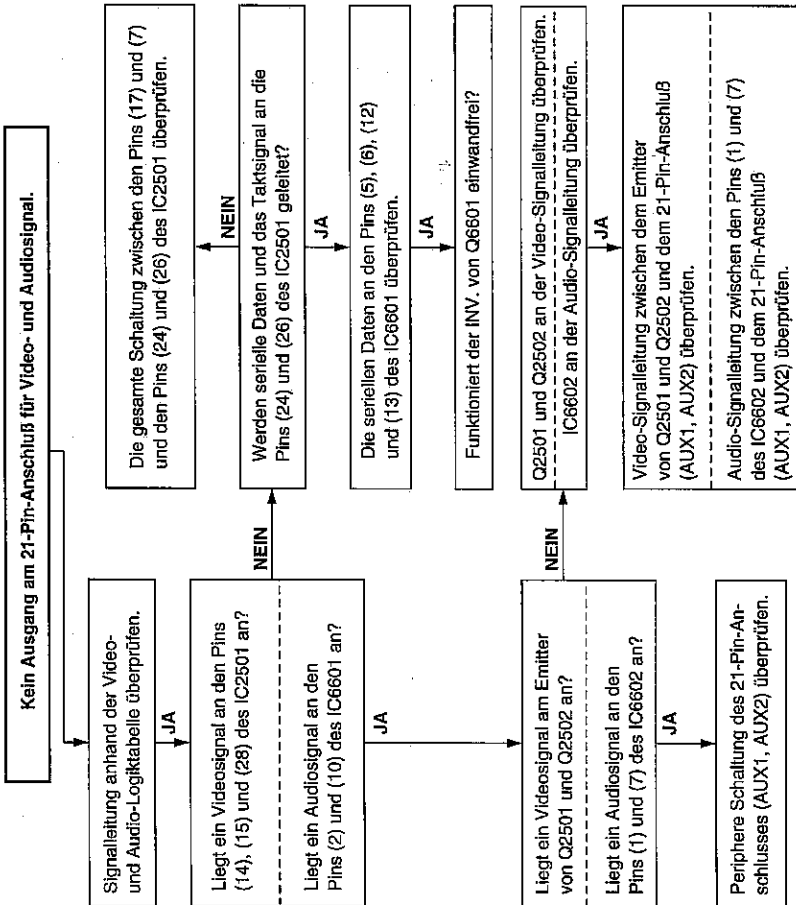 Kein Ausgang am 21-Pin-Anschluß für Video- und Audiosignal.
Signalleitung anhand der Video-
und Audio-Logiktabelle überprüfen.
JA
Liegt ein Videosignal an den Pins
(14), (15) und (28) des IC2501 an?
Liegt ein Audiosignal an den
Pins (2) und (10) des IC6601 an?
NEIN
JA
Liegt ein Videosignal am Emitter
von Q2501 und Q2502 an?
Liegt ein Audiosignal an den
Pins (1) und (7) des IC6602 an?
NEIN
JA
Periphere Schaltung des 21-Pin-An-
schlusses (AUX1, AUX2) überprüfen.
Die gesamte Schaltung zwischen den Pins (17) und (7)
und den Pins (24) und (26) des IC2501 überprüfen.
NEIN
Werden serielle Daten und das Taktsignal an die
Pins (24) und (26) des IC2501 geleitet?
JA
Die seriellen Daten an den Pins (5), (6), (12)
und (13) des IC6601 überprüfen.
JA
Funktioniert der INV. von Q6601 einwandfrei?
Q2501 und Q2502 an der Video-Signalleitung überprüfen.
IC6602 an der Audio-Signalleitung überprüfen.
JA
Video-Signalleitung zwischen dem Emitter
von Q2501 und Q2502 und dem 21-Pin-Anschluß
(AUX1, AUX2) überprüfen.
Audio-Signalleitung zwischen den Pins (1) und (7)
des IC6602 und dem 21-Pin-Anschluß
(AUX1, AUX2) überprüfen.